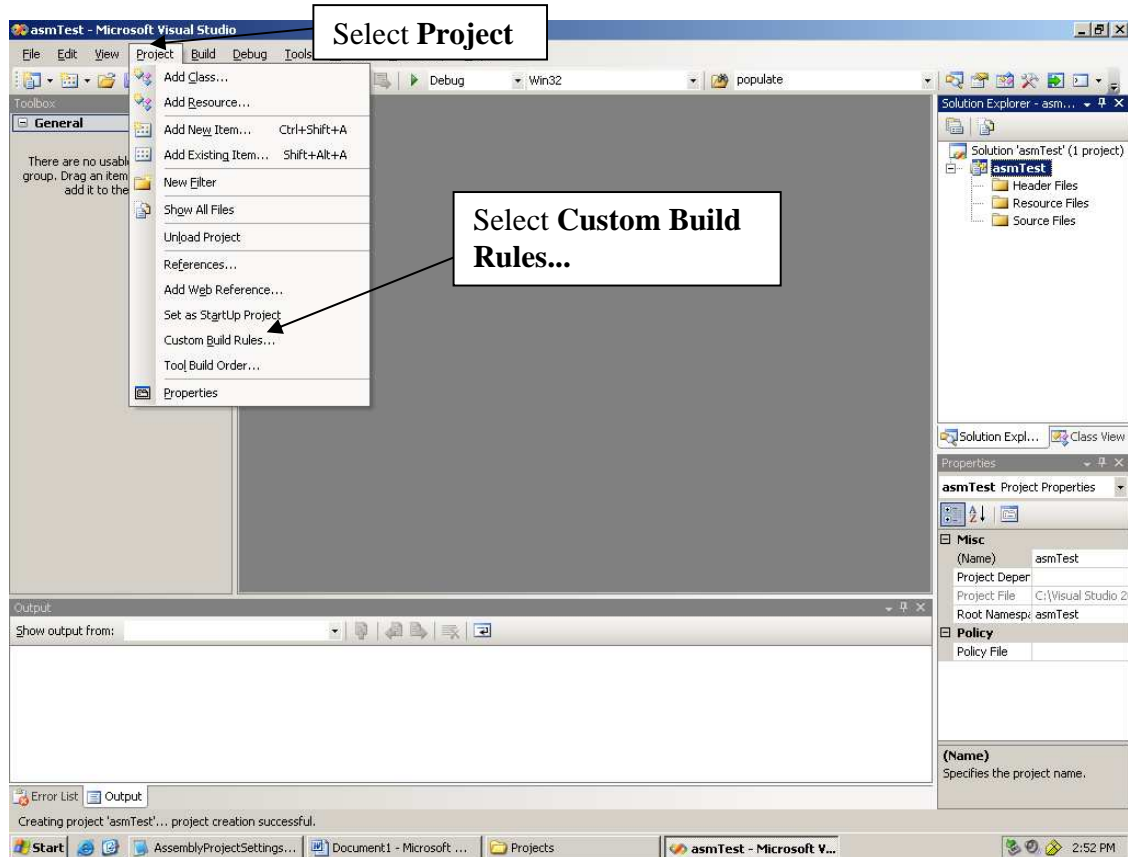 asmTest - Microsoft Visual Studio
Select Project
File Edit View Project Build Debug Tools
Debug Win32 populate
Toolbox
General
There are no usabl
group. Drag an item
add it to the
Add Class...
Add Resource...
Add New Item... Ctrl+Shift+A
Add Existing Item... Shift+Alt+A
New Filter
Show All Files
Unload Project
References...
Add Web Reference...
Set as StartUp Project
Custom Build Rules...
Tool Build Order...
Properties
Select Custom Build
Rules...
Solution Explorer - asm...
Solution 'asmTest' (1 project)
asmTest
Header Files
Resource Files
Source Files
Solution Expl... Class View
Properties
asmTest Project Properties
Misc
(Name) asmTest
Project Deper
Project File C:\Visual Studio 2
Root Namespa asmTest
Policy
Policy File
(Name)
Specifies the project name.
Output
Show output from:
Error List Output
Creating project 'asmTest'... project creation successful.
Start AssemblyProjectSettings... Document1 - Microsoft ... Projects asmTest - Microsoft V... 2:52 PM